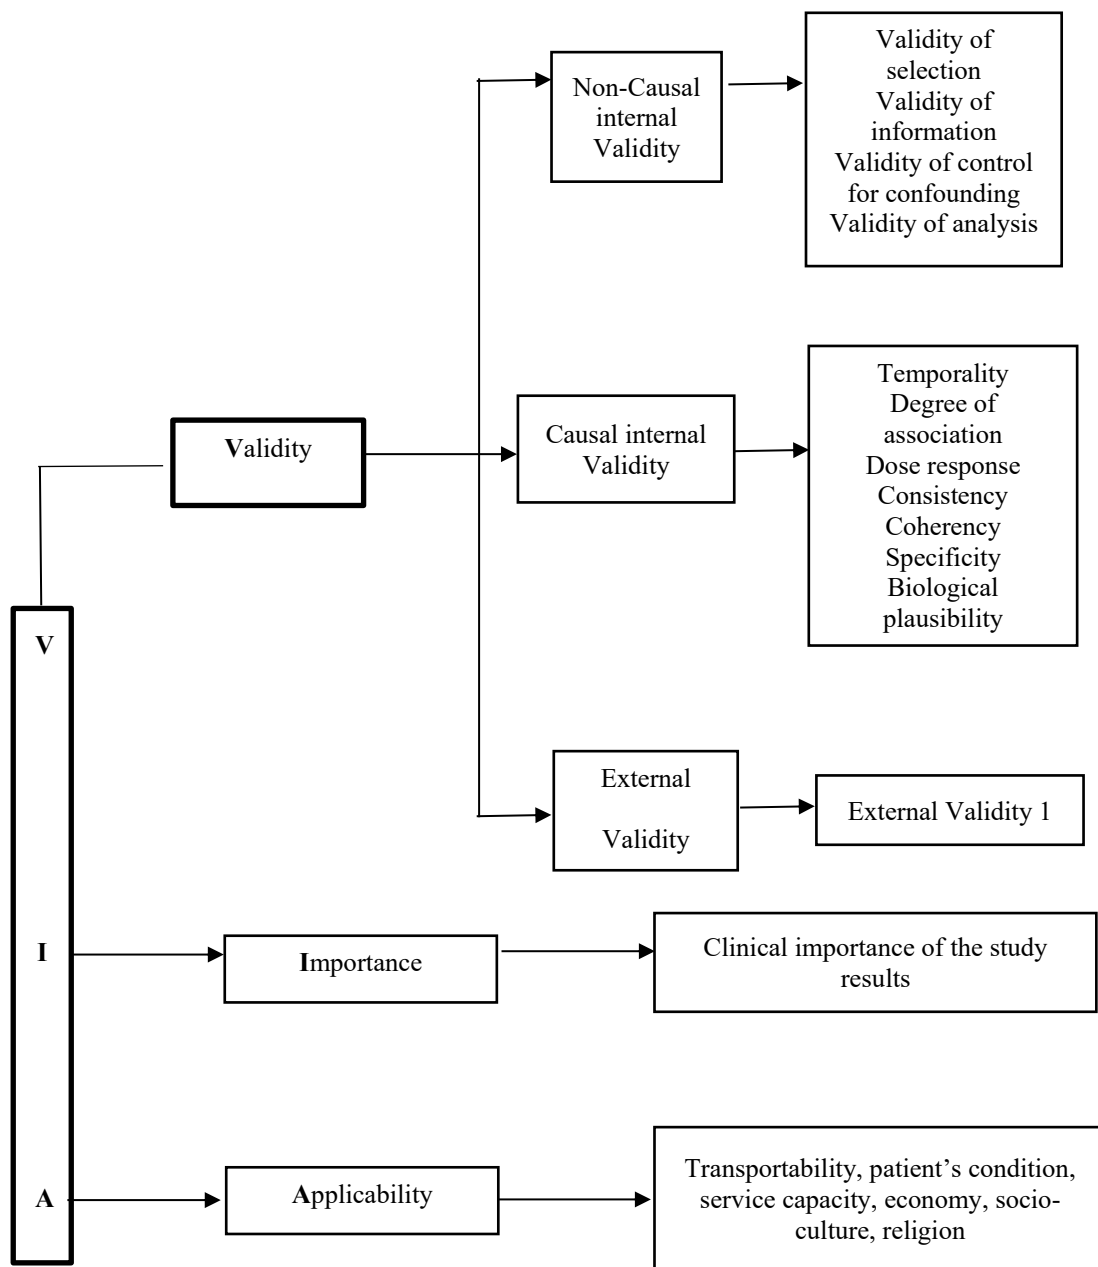 Non-Causal
internal
Validity
Validity of
selection
Validity of
information
Validity of control
for confounding
Validity of analysis
Validity
Causal internal
Validity
Temporality
Degree of
association
Dose response
Consistency
Coherency
Specificity
Biological
plausibility
External
Validity
External Validity 1
V
I
Importance
Clinical importance of the study
results
A
Applicability
Transportability, patient’s condition,
service capacity, economy, socio-
culture, religion